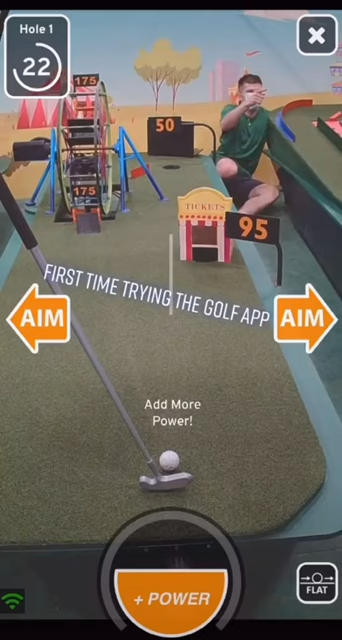 Hole 1
22
175
50
175
TICKETS
95
FIRST TIME TRYING THE GOLF APP
AIM
AIM
Add More
Power!
+ POWER
FLAT